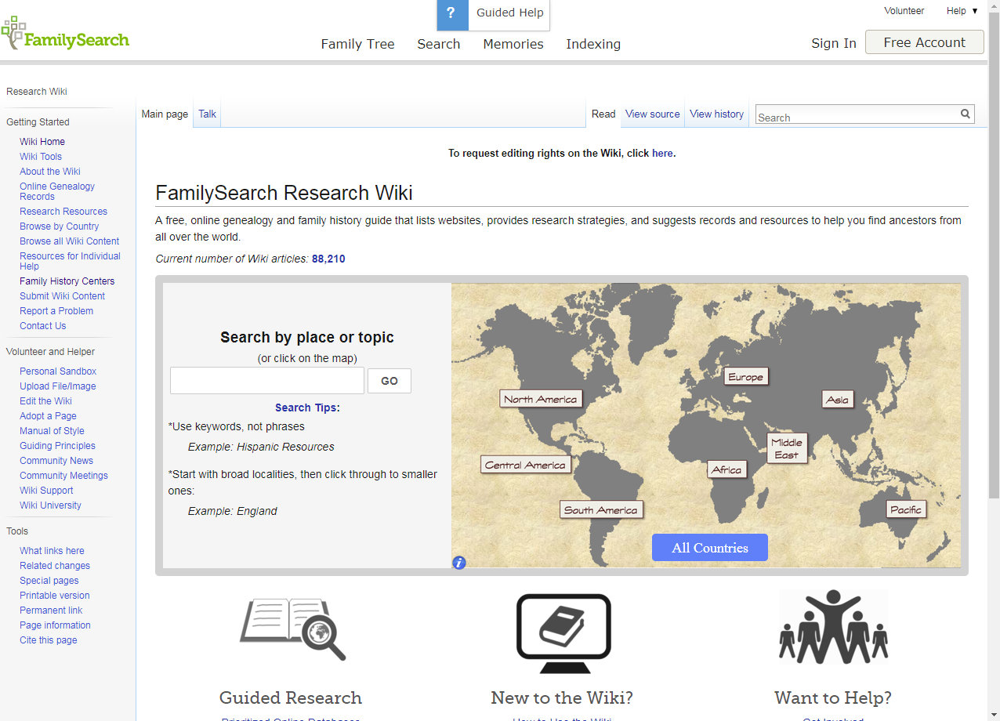 ? Guided Help
Volunteer Help ▼
FamilySearch
Family Tree Search Memories Indexing
Sign In Free Account
Research Wiki
Getting Started
Wiki Home
Wiki Tools
About the Wiki
Online Genealogy
Records
Research Resources
Browse by Country
Browse all Wiki Content
Resources for Individual
Help
Family History Centers
Submit Wiki Content
Report a Problem
Contact Us
Volunteer and Helper
Personal Sandbox
Upload File/Image
Edit the Wiki
Adopt a Page
Manual of Style
Guiding Principles
Community News
Community Meetings
Wiki Support
Wiki University
Tools
What links here
Related changes
Special pages
Printable version
Permanent link
Page information
Cite this page
Main page Talk
Read View source View history Search
To request editing rights on the Wiki, click here.
FamilySearch Research Wiki
A free, online genealogy and family history guide that lists websites, provides research strategies, and suggests records and resources to help you find ancestors from
all over the world.
Current number of Wiki articles: 88,210
Search by place or topic
(or click on the map)
GO
Search Tips:
*Use keywords, not phrases
Example: Hispanic Resources
*Start with broad localities, then click through to smaller
ones:
Example: England
Europe
North America
Asia
Middle
East
Central America
Africa
South America
Pacific
All Countries
i
Guided Research
Prioritized Online Databases
New to the Wiki?
How to Use the Wiki
Want to Help?
Get Involved